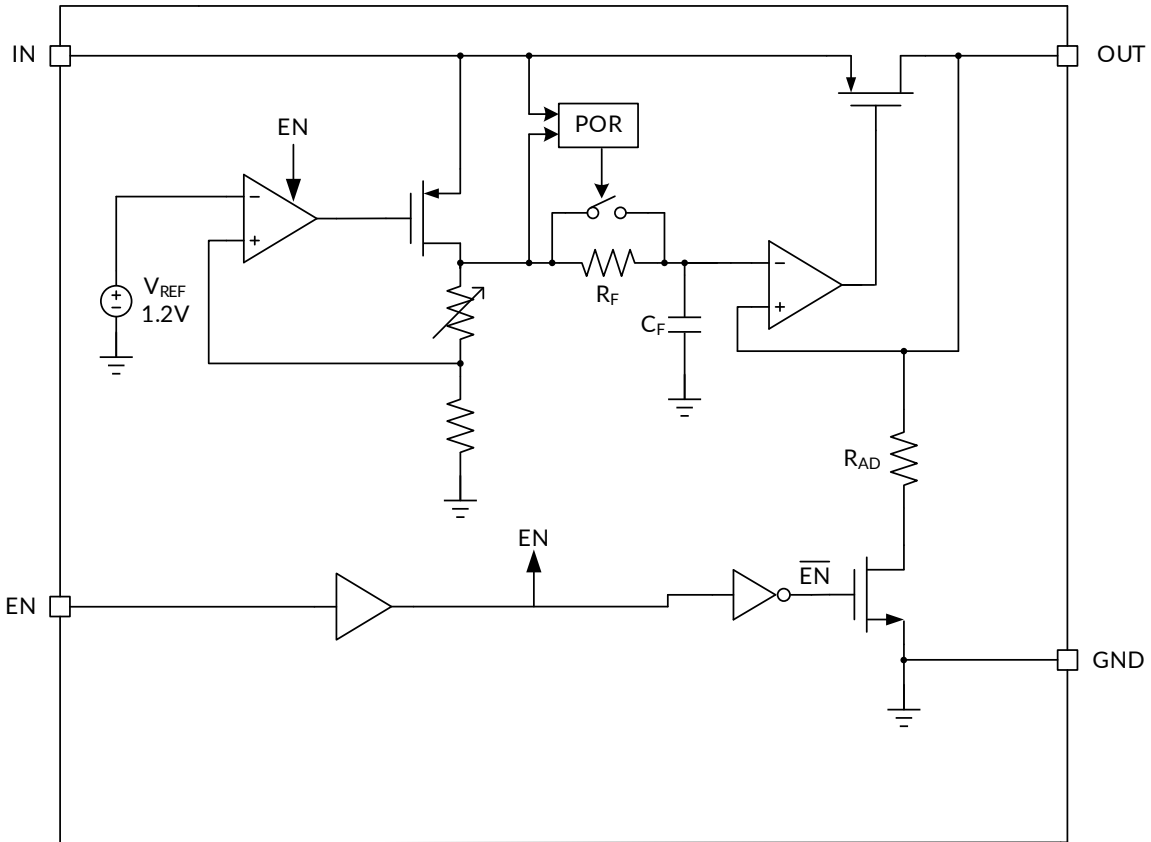 IN
OUT
EN
POR
−
+
VREF
1.2V
+
−
RF
CF
−
+
RAD
EN
EN
EN
GND